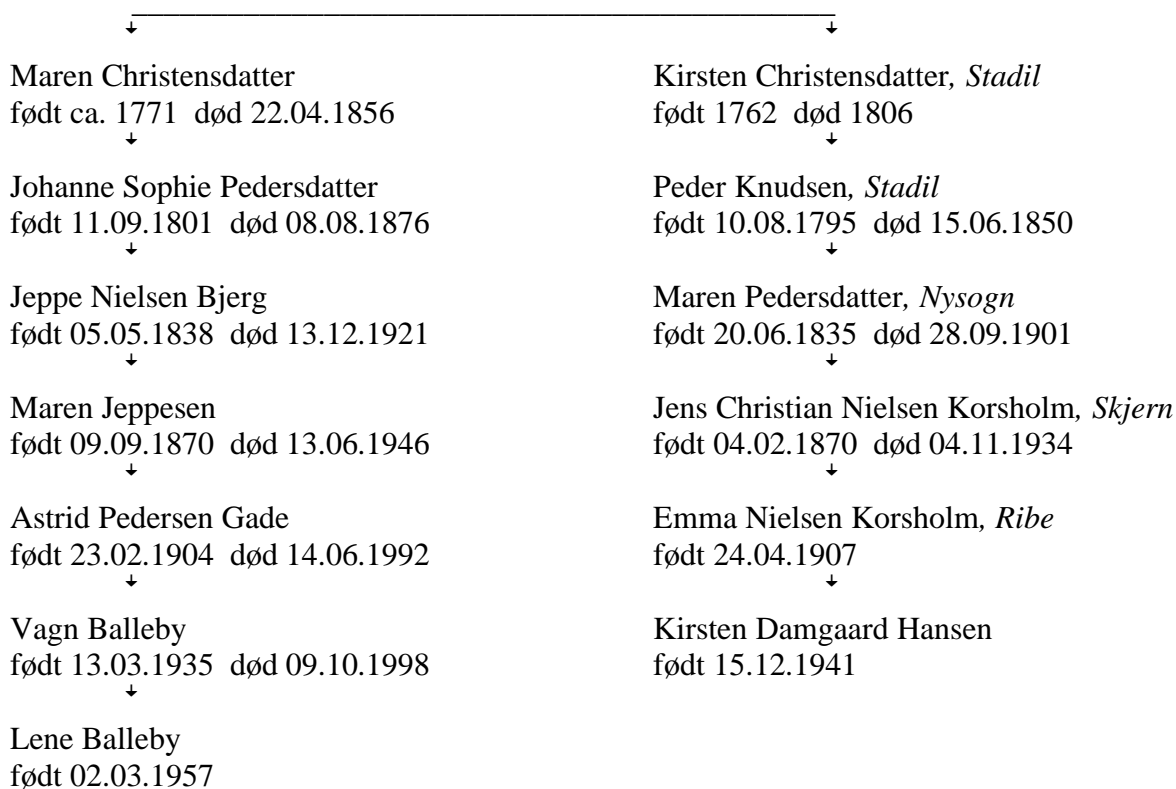 Maren Christensdatter
født ca. 1771  død 22.04.1856
Johanne Sophie Pedersdatter
født 11.09.1801  død 08.08.1876
Jeppe Nielsen Bjerg
født 05.05.1838  død 13.12.1921
Maren Jeppesen
født 09.09.1870  død 13.06.1946
Astrid Pedersen Gade
født 23.02.1904  død 14.06.1992
Vagn Balleby
født 13.03.1935  død 09.10.1998
Lene Balleby
født 02.03.1957
Kirsten Christensdatter, Stadil
født 1762  død 1806
Peder Knudsen, Stadil
født 10.08.1795  død 15.06.1850
Maren Pedersdatter, Nysogn
født 20.06.1835  død 28.09.1901
Jens Christian Nielsen Korsholm, Skjern
født 04.02.1870  død 04.11.1934
Emma Nielsen Korsholm, Ribe
født 24.04.1907
Kirsten Damgaard Hansen
født 15.12.1941